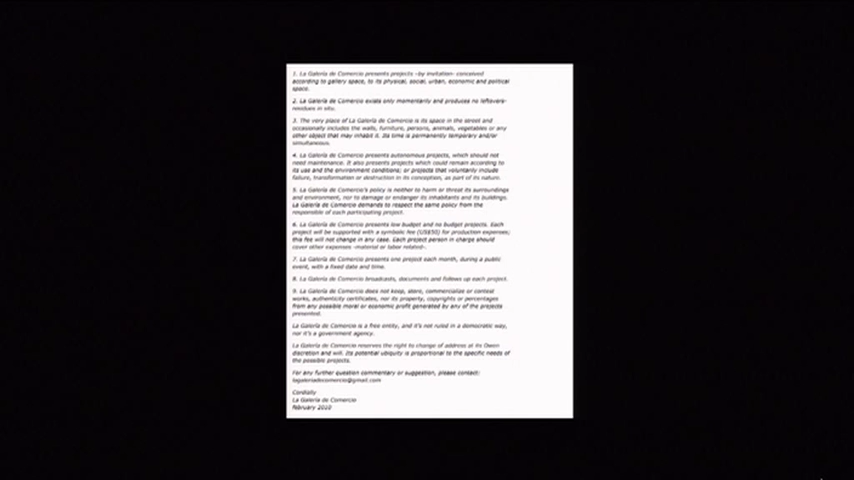 1. La Galería de Comercio presents projects -by invitation- conceived
according to gallery space, to its physical, social, urban, economic and political
space.
2. La Galería de Comercio exists only momentarily and produces no leftovers-
residues in situ.
3. The very place of La Galería de Comercio is its space in the street and
occasionally includes the walls, furniture, persons, animals, vegetables or any
other object that may inhabit it. Its time is permanently temporary and/or
simultaneous.
4. La Galería de Comercio presents autonomous projects, which should not
need maintenance. It also presents projects which could remain according to
its use and the environment conditions; or projects that voluntarily include
failure, transformation or destruction in its conception, as part of its nature.
5. La Galería de Comercio's policy is neither to harm or threat its surroundings
and environment, nor to damage or endanger its inhabitants and its buildings.
La Galería de Comercio demands to respect the same policy from the
responsible of each participating project.
6. La Galería de Comercio presents low budget and no budget projects. Each
project will be supported with a symbolic fee (US$50) for production expenses;
this fee will not change in any case. Each project person in charge should
cover other expenses -material or labor related-.
7. La Galería de Comercio presents one project each month, during a public
event, with a fixed date and time.
8. La Galería de Comercio broadcasts, documents and follows up each project.
9. La Galería de Comercio does not keep, store, commercialize or contest
works, authenticity certificates, nor its property, copyrights or percentages
from any possible moral or economic profit generated by any of the projects
presented.
La Galería de Comercio is a free entity, and it's not ruled in a democratic way,
nor it's a government agency.
La Galería de Comercio reserves the right to change of address at its Owen
discretion and will. Its potential ubiquity is proportional to the specific needs of
the possible projects.
For any further question commentary or suggestion, please contact:
lagaleriadecomercio@gmail.com
Cordially
La Galería de Comercio
february 2010